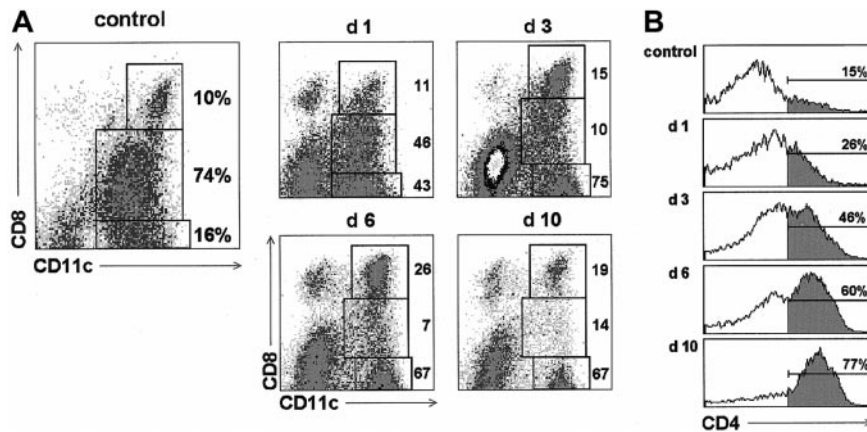 A
control
CD8
CD11c
10%
74%
16%
d 1
11
46
43
d 3
15
10
75
d 6
CD8
CD11c
26
7
67
d 10
19
14
67
B
control
15%
d 1
26%
d 3
46%
d 6
60%
d 10
77%
CD4